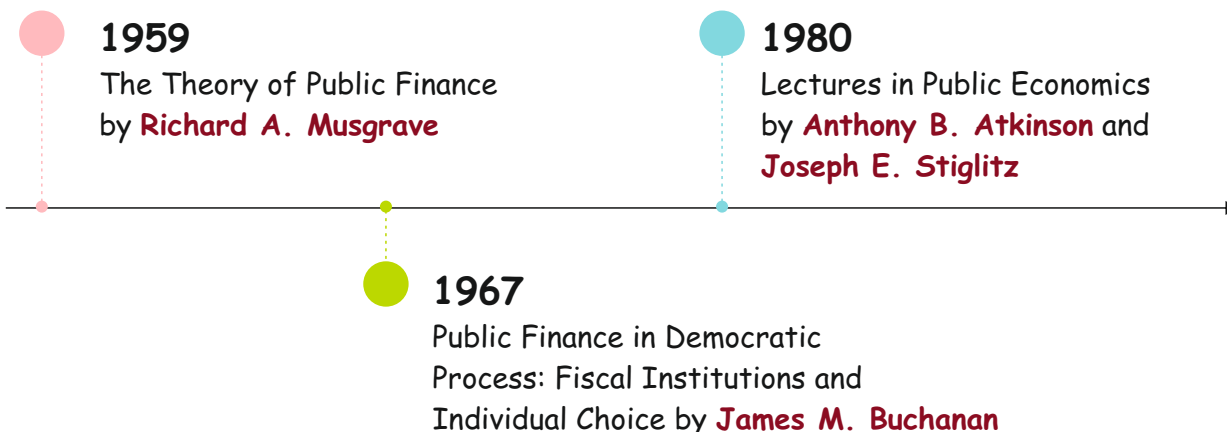 1959
The Theory of Public Finance
by Richard A. Musgrave
1980
Lectures in Public Economics
by Anthony B. Atkinson and
Joseph E. Stiglitz
1967
Public Finance in Democratic
Process: Fiscal Institutions and
Individual Choice by James M. Buchanan